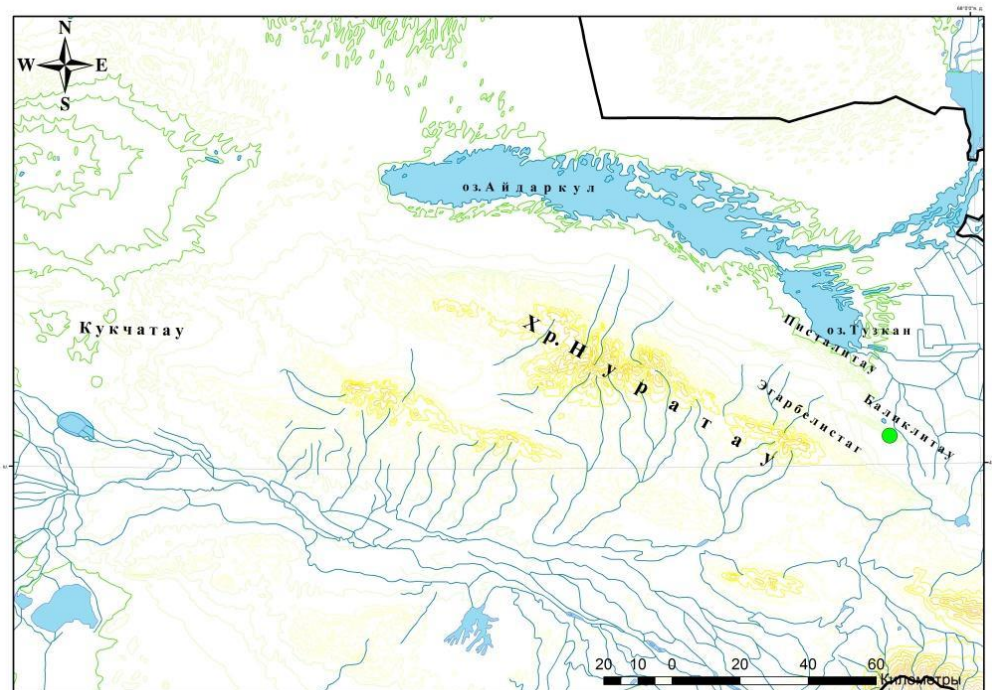 N
W E
S
оз.Айдаркул
Кукчатау
Хр.Нуратау
Писталитау
оз.Тузкан
Эгарбелистаг
Баликлитау
20 10 0 20 40 60
Километры